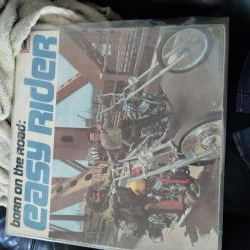 born on the road:
easy rider